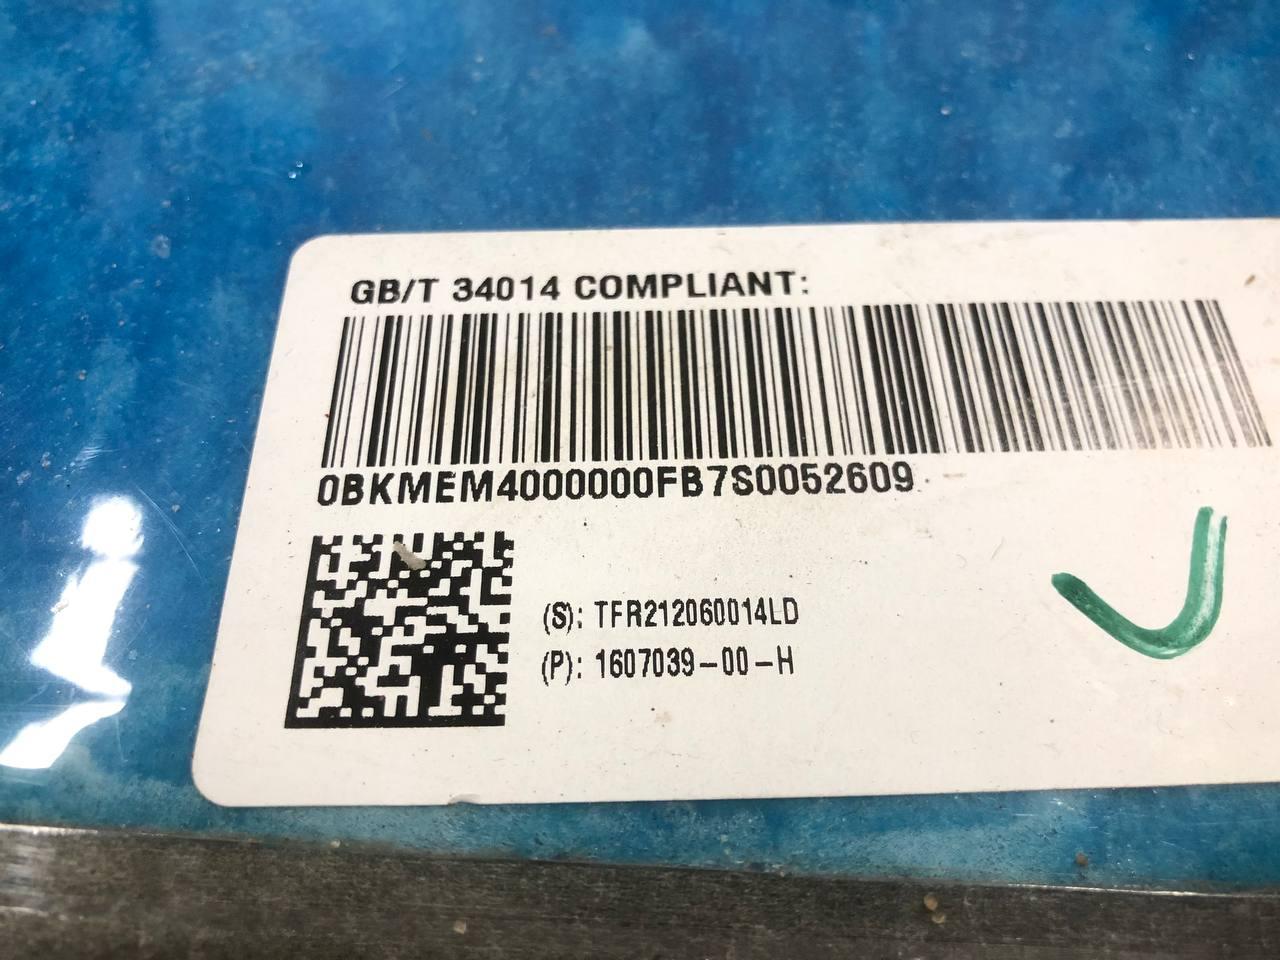 GB/T 34014 COMPLIANT:
0BKMEM4000000FB7S0052609
(S): TFR212060014LD
(P): 1607039-00-H